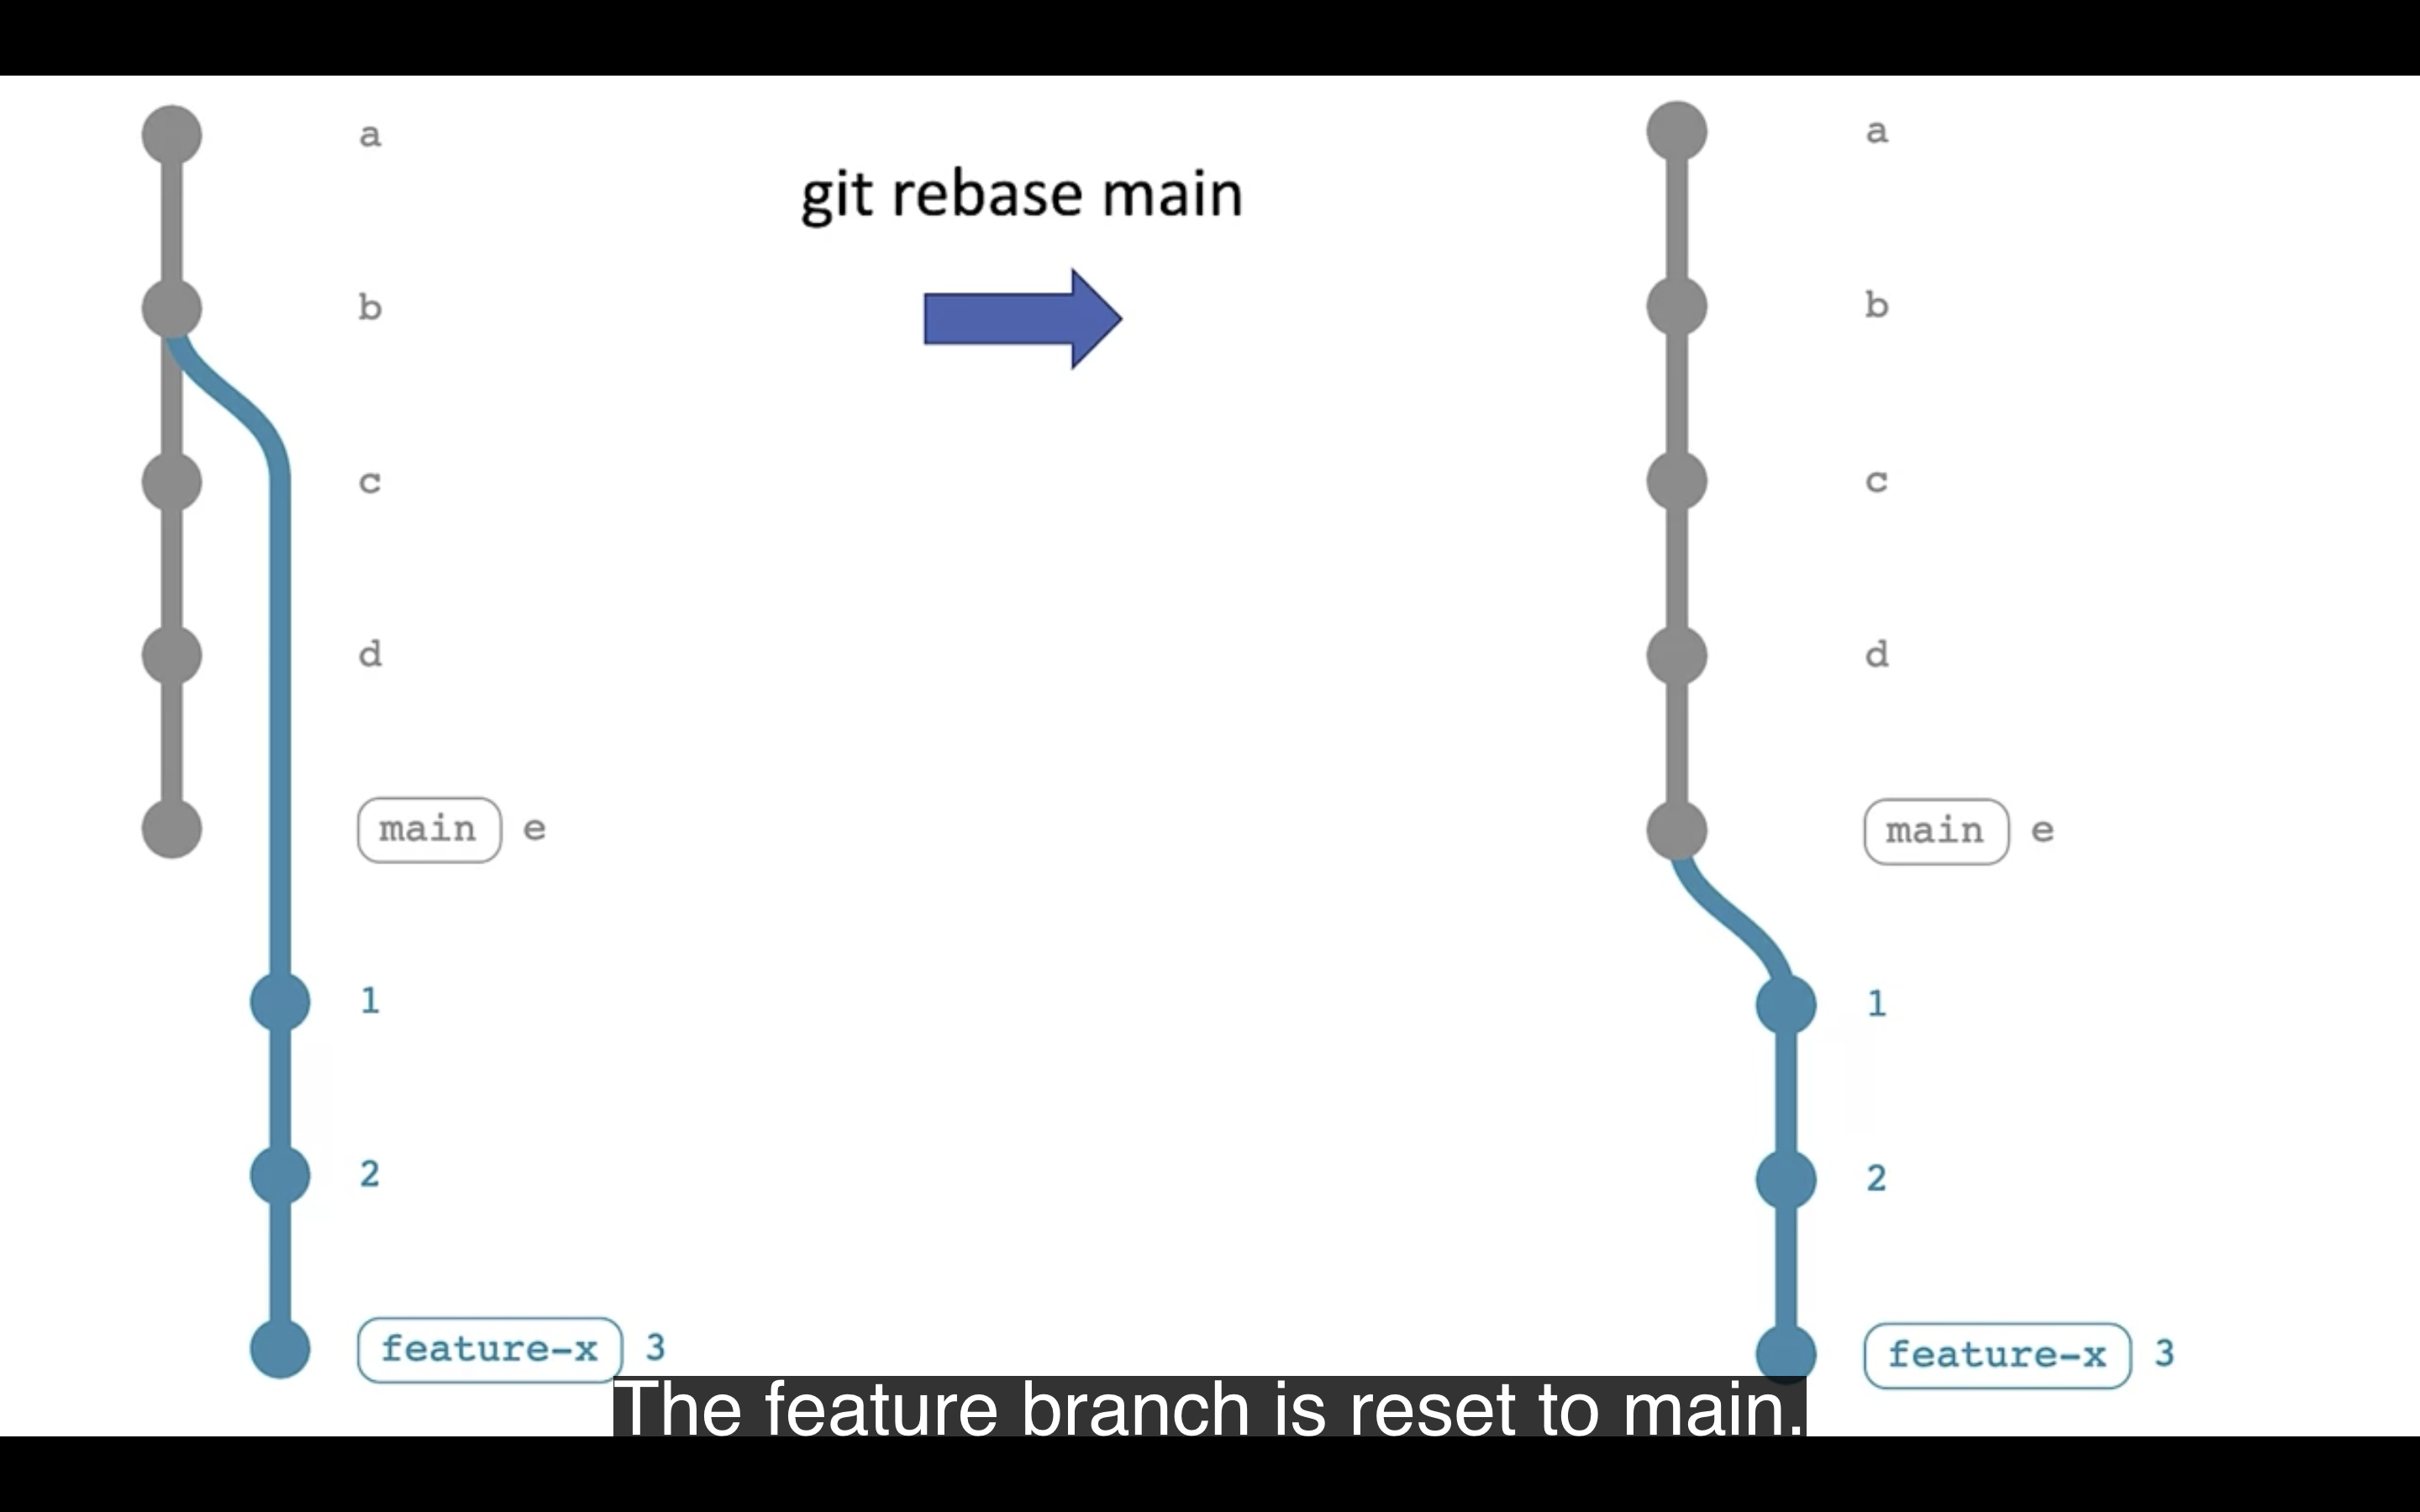 a
b
c
d
main e
1
2
feature-x 3
git rebase main
a
b
c
d
main e
1
2
feature-x 3
The feature branch is reset to main.